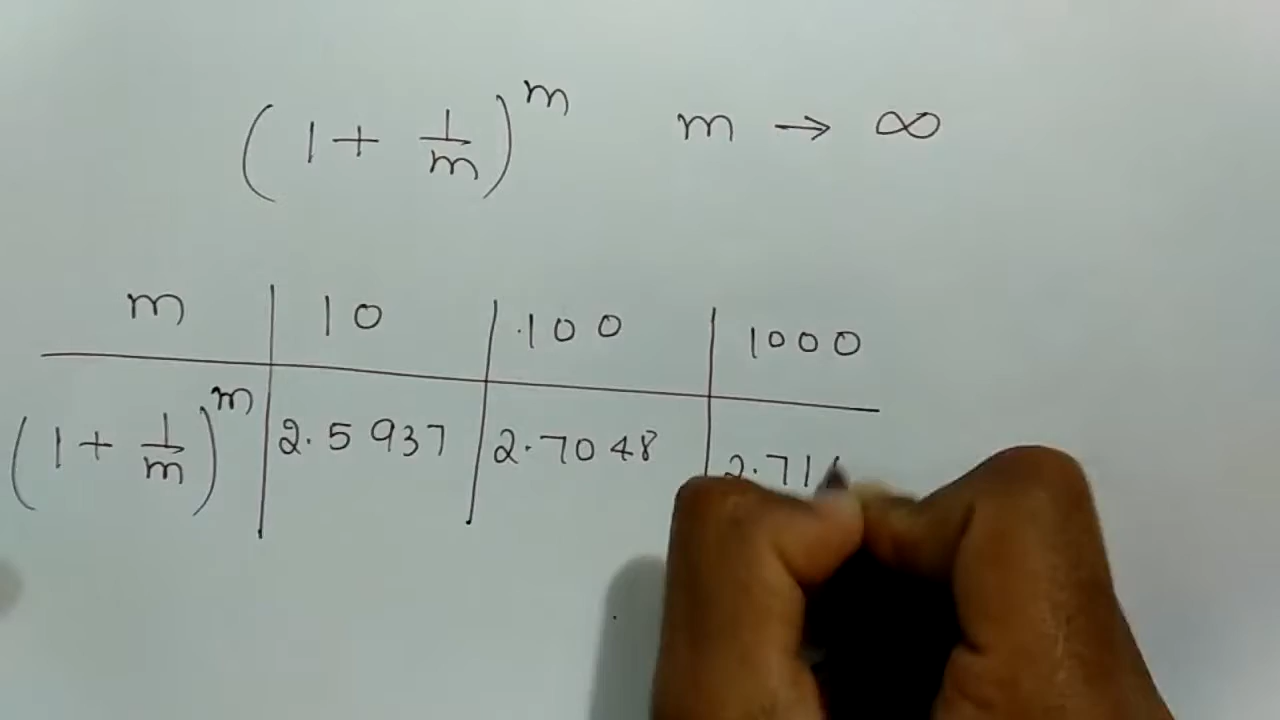 (1 + 1/m)^m m → ∞
m | 10 | 100 | 1000
(1 + 1/m)^m | 2.5937 | 2.7048 | 2.71